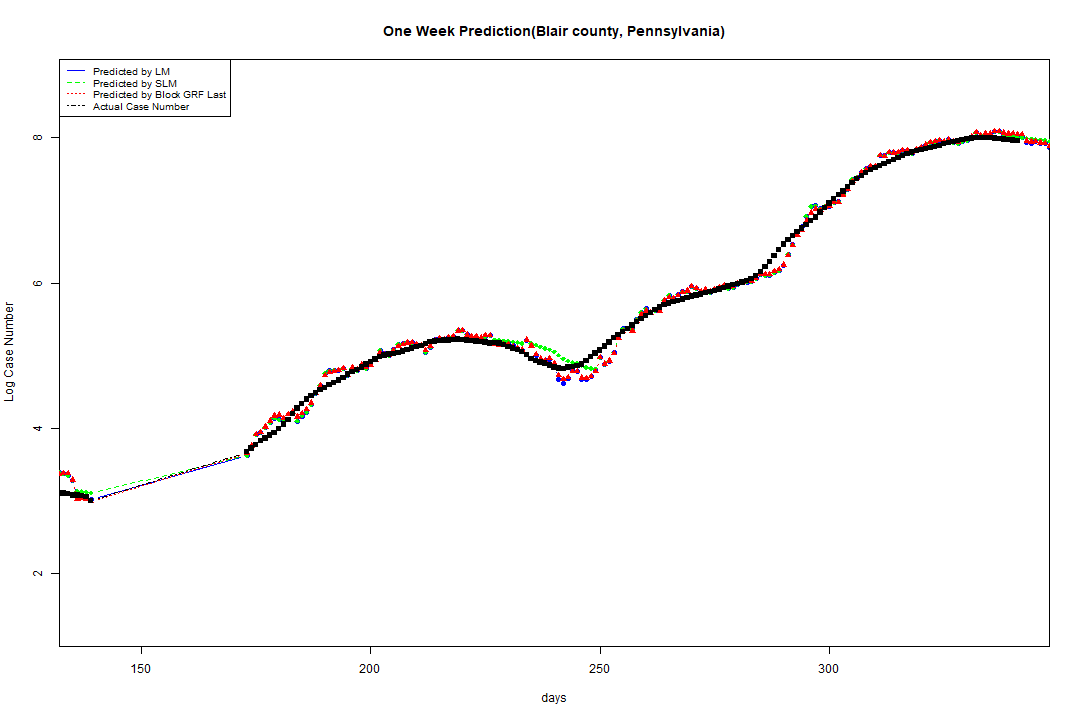 One Week Prediction(Blair county, Pennsylvania)
Predicted by LM
Predicted by SLM
Predicted by Block GRF Last
Actual Case Number
8
6
4
2
Log Case Number
150 200 250 300
days